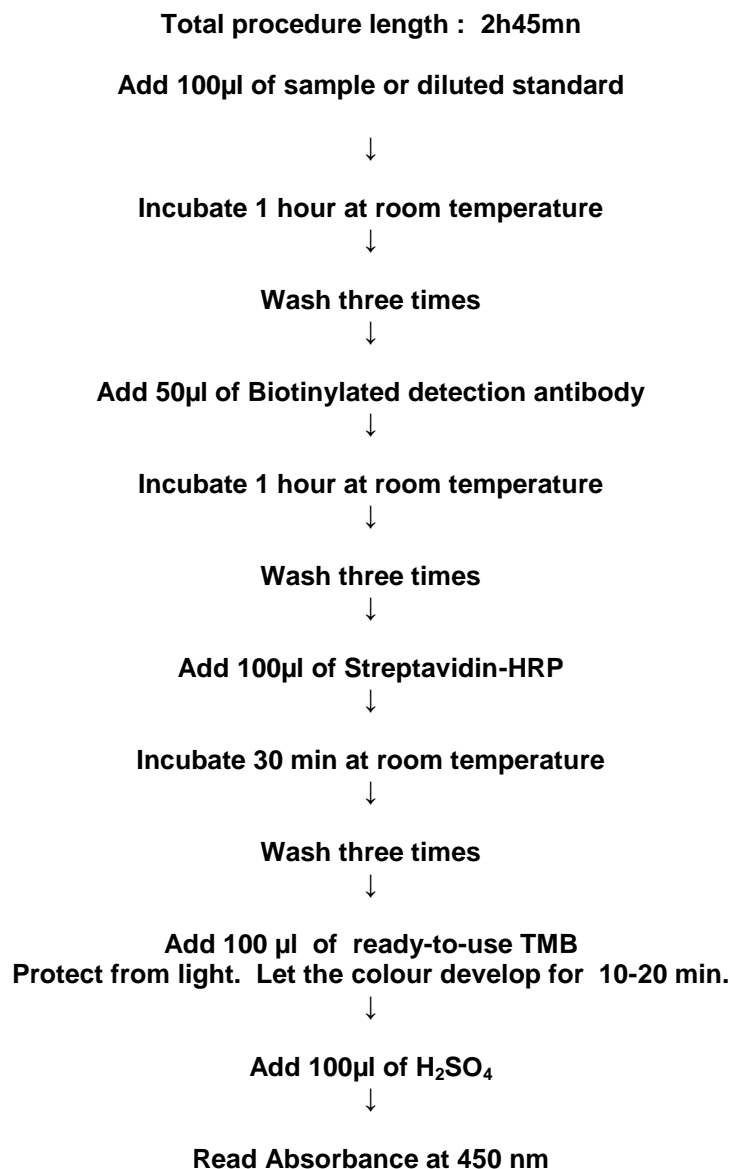 Total procedure length : 2h45mn
Add 100µl of sample or diluted standard
↓
Incubate 1 hour at room temperature
↓
Wash three times
↓
Add 50µl of Biotinylated detection antibody
↓
Incubate 1 hour at room temperature
↓
Wash three times
↓
Add 100µl of Streptavidin-HRP
↓
Incubate 30 min at room temperature
↓
Wash three times
↓
Add 100 µl of ready-to-use TMB
Protect from light. Let the colour develop for 10-20 min.
↓
Add 100µl of H₂SO₄
↓
Read Absorbance at 450 nm